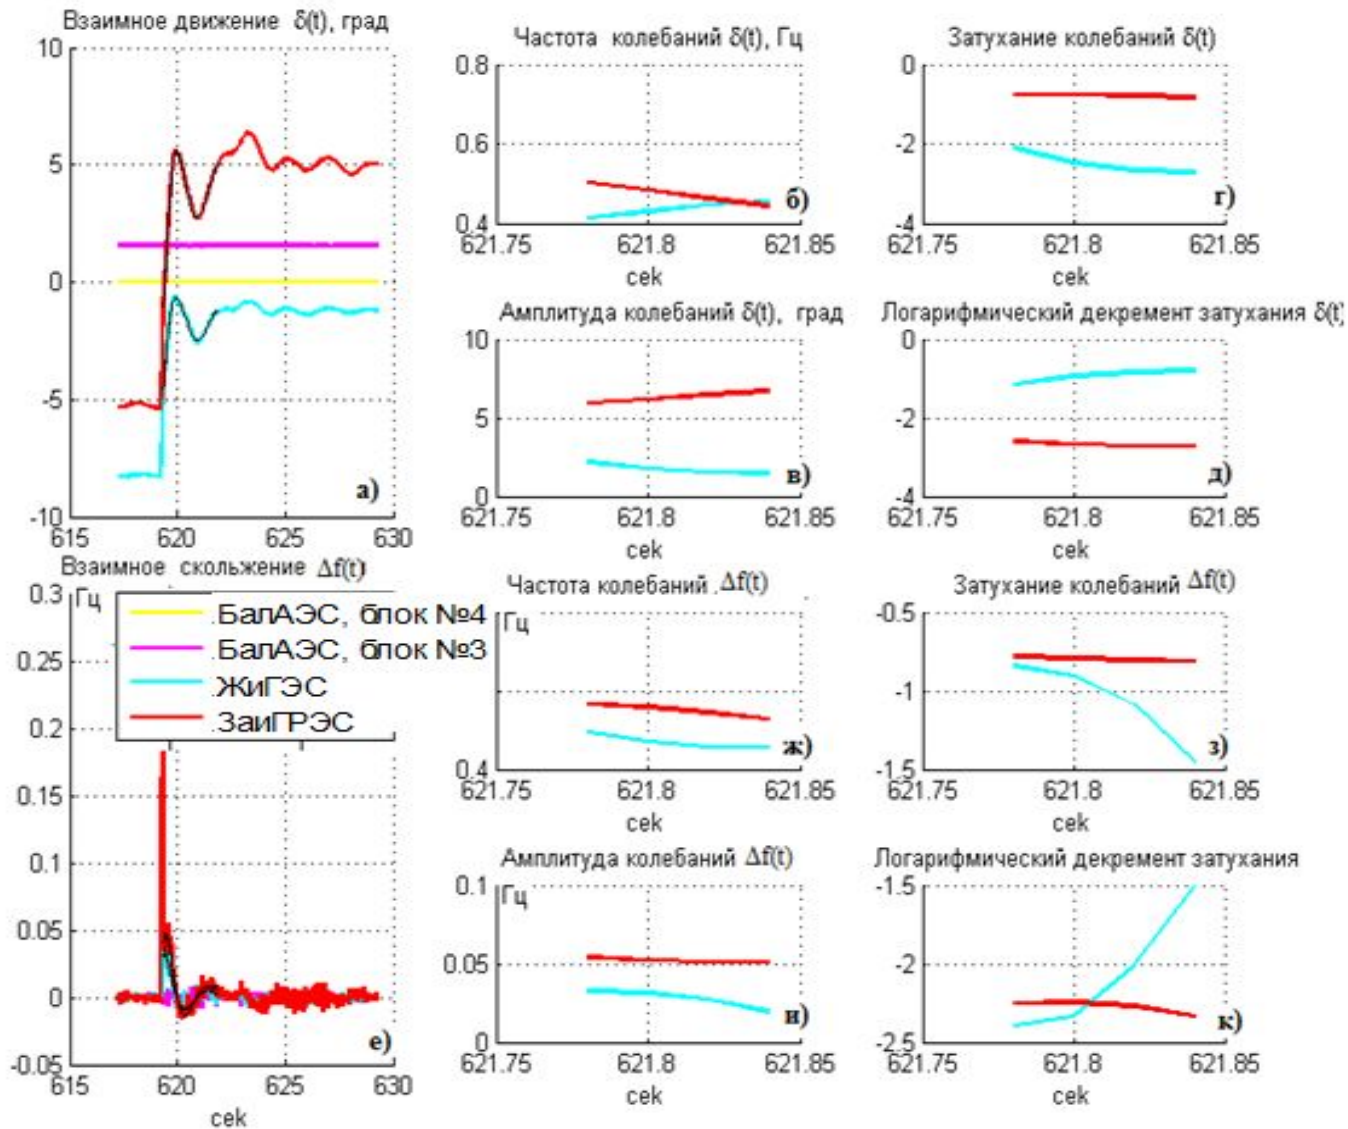 Взаимное движение δ(t), град
10
5
0
-5
-10
615 620 625 630
а)
Частота колебаний δ(t), Гц
0.8
0.6
0.4
621.75 621.8 621.85
сек
б)
Затухание колебаний δ(t)
0
-2
-4
621.75 621.8 621.85
сек
г)
Амплитуда колебаний δ(t), град
10
5
0
621.75 621.8 621.85
сек
в)
Логарифмический декремент затухания δ(t)
0
-2
-4
621.75 621.8 621.85
сек
д)
Взаимное скольжение Δf(t)
Гц
0.3
0.25
0.2
0.15
0.1
0.05
0
-0.05
615 620 625 630
сек
е)
БалАЭС, блок №4
БалАЭС, блок №3
ЖиГЭС
ЗаиГРЭС
Частота колебаний . Δf(t)
Гц
0.4
621.75 621.8 621.85
сек
ж)
Затухание колебаний Δf(t)
-0.5
-1
-1.5
621.75 621.8 621.85
сек
з)
Амплитуда колебаний Δf(t)
Гц
0.1
0.05
0
621.75 621.8 621.85
сек
и)
Логарифмический декремент затухания
-1.5
-2
-2.5
621.75 621.8 621.85
сек
к)